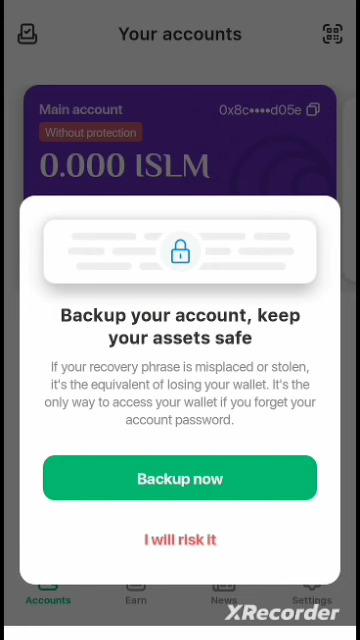 Your accounts
Main account
0x8c••••d05e
Without protection
0.000 ISLM
Backup your account, keep
your assets safe
If your recovery phrase is misplaced or stolen,
it's the equivalent of losing your wallet. It's the
only way to access your wallet if you forget your
account password.
Backup now
I will risk it
Accounts
Earn
News
Settings
XRecorder